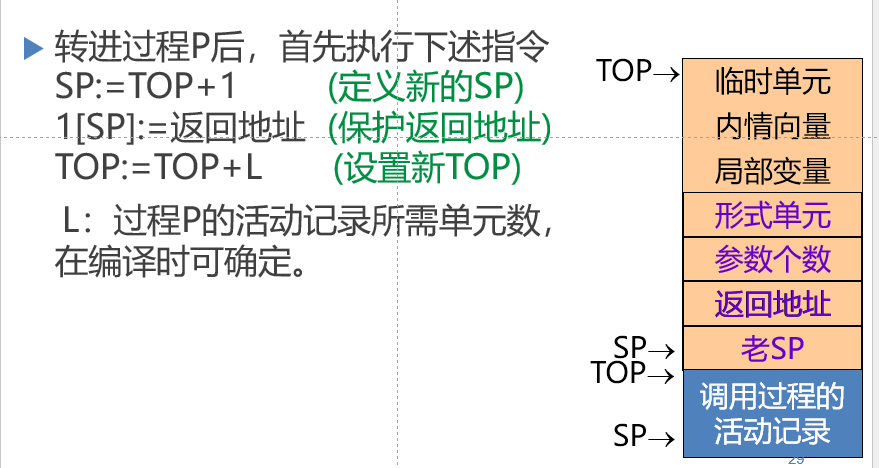 转进过程P后，首先执行下述指令
SP:=TOP+1 (定义新的SP)
1[SP]:=返回地址 (保护返回地址)
TOP:=TOP+L (设置新TOP)
L：过程P的活动记录所需单元数，
在编译时可确定。
TOP→
临时单元
内情向量
局部变量
形式单元
参数个数
返回地址
SP→
老SP
TOP→
调用过程的
SP→
活动记录
29